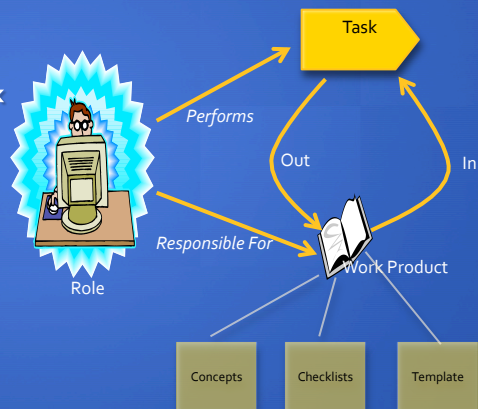 Task
Performs
Out
In
Responsible For
Work Product
Role
Concepts
Checklists
Template